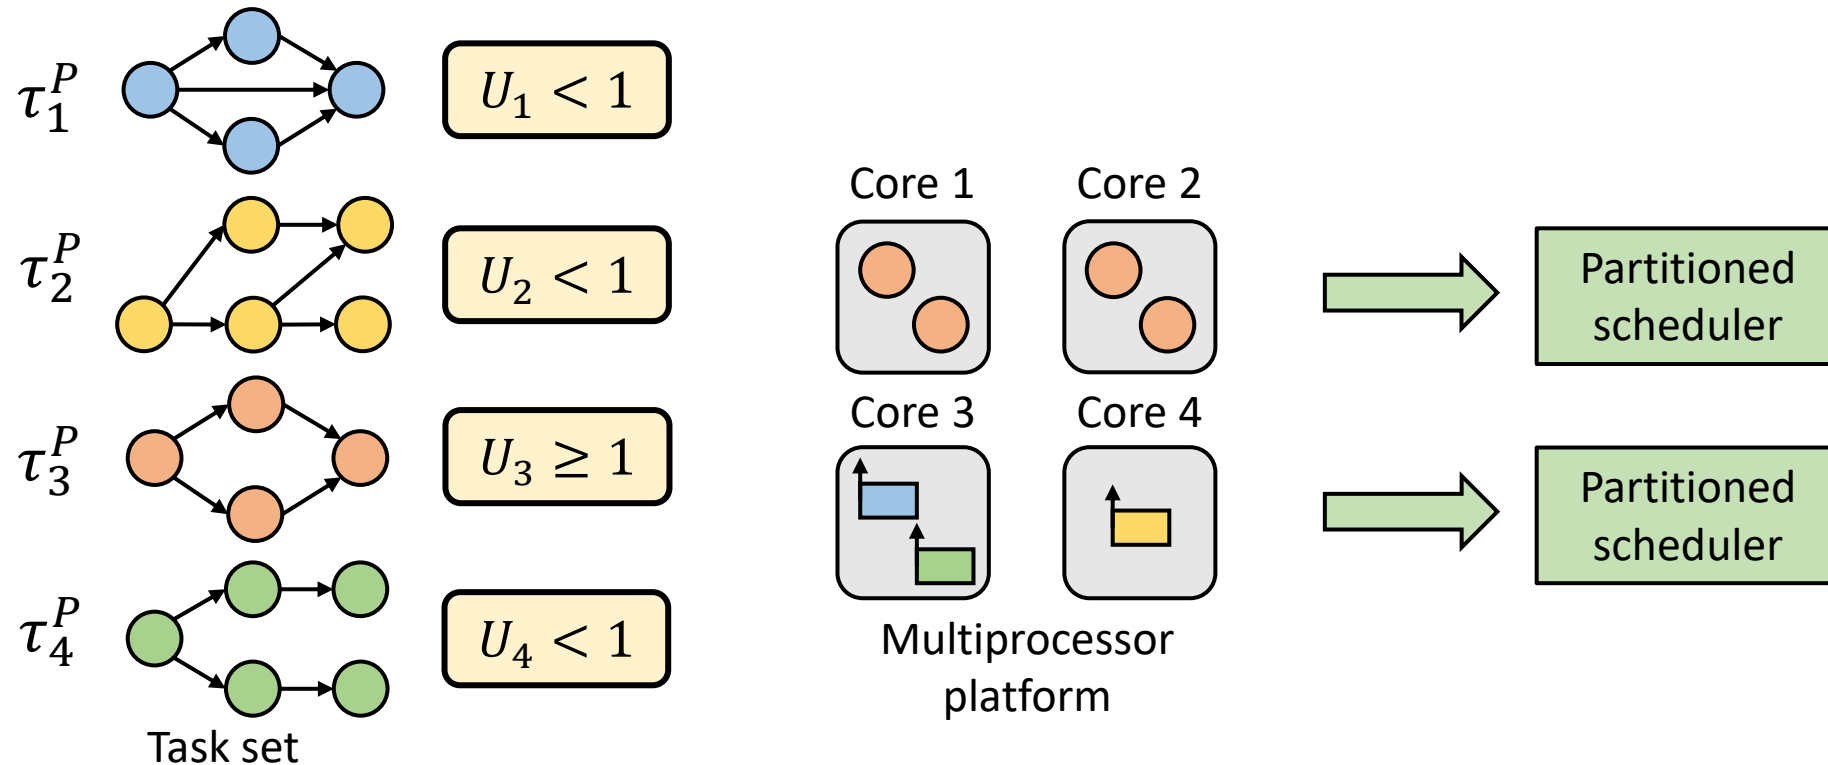 τ₁ᴾ
U₁ < 1
τ₂ᴾ
U₂ < 1
τ₃ᴾ
U₃ ≥ 1
τ₄ᴾ
U₄ < 1
Task set
Core 1
Core 2
Core 3
Core 4
Multiprocessor
platform
Partitioned
scheduler
Partitioned
scheduler